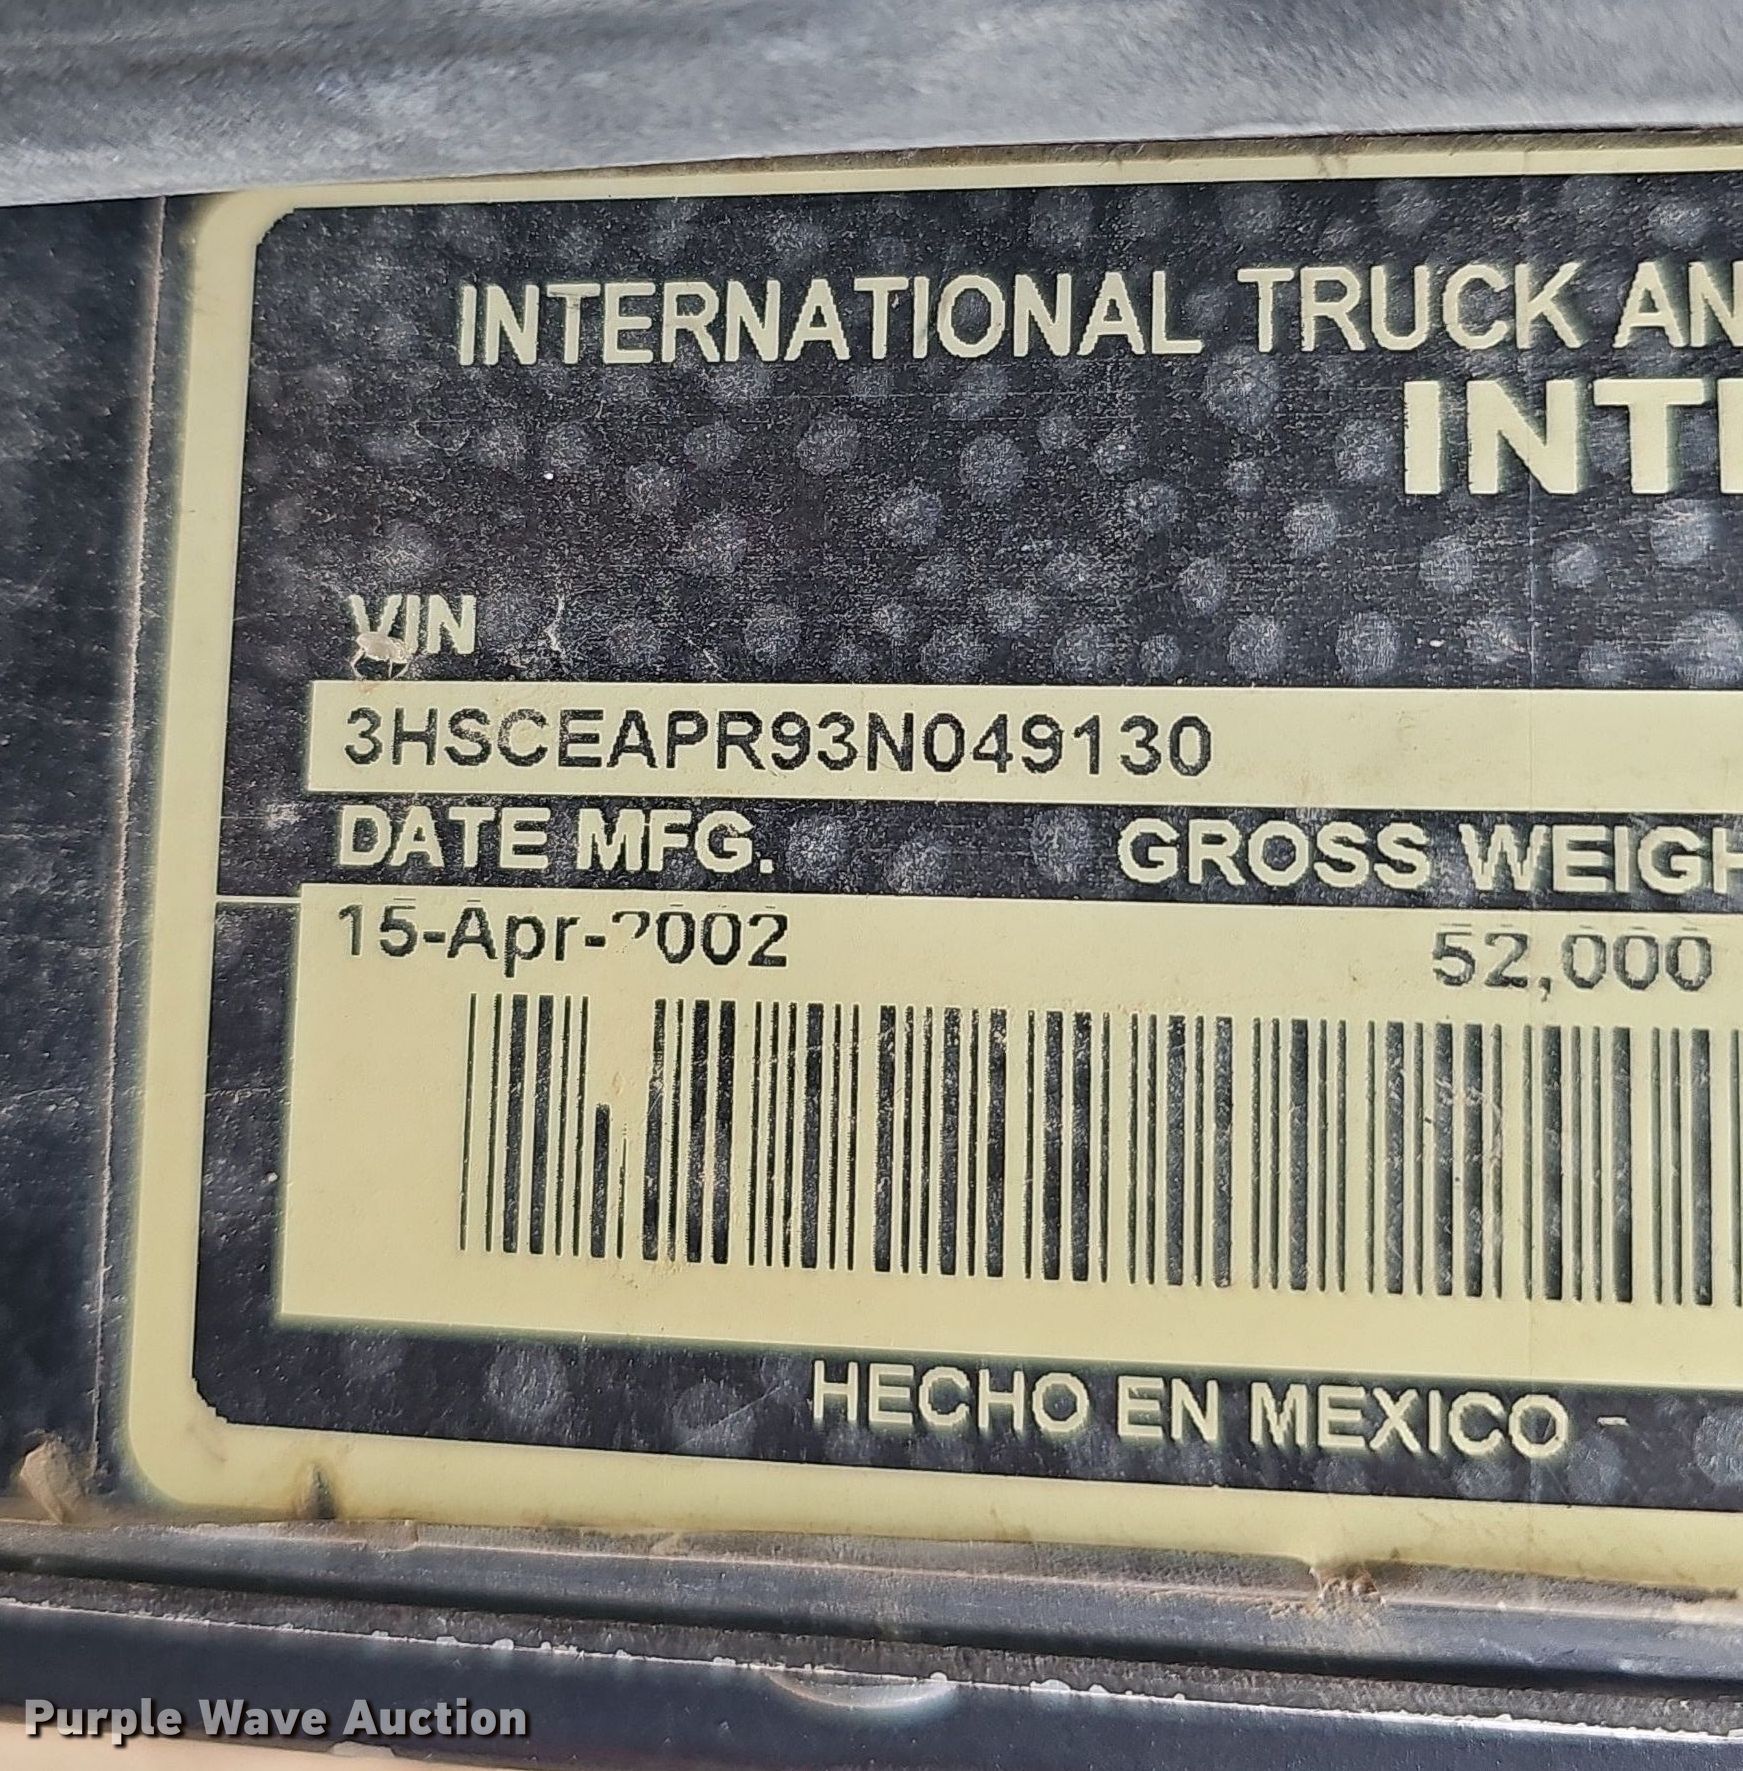 INTERNATIONAL TRUCK AN
INT
VIN
3HSCEAPR93N049130
DATE MFG. GROSS WEIGH
15-Apr-2002 52,000
HECHO EN MEXICO -
Purple Wave Auction